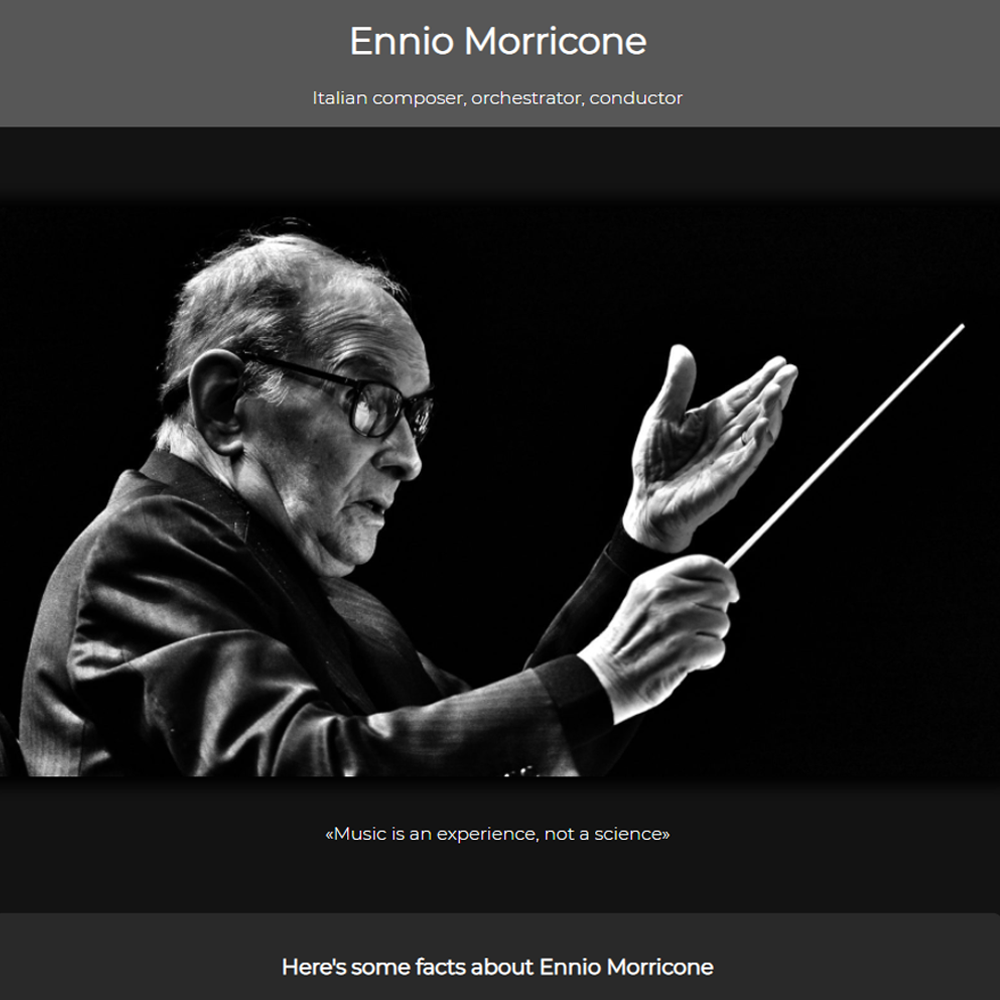 Ennio Morricone
Italian composer, orchestrator, conductor
«Music is an experience, not a science»
Here's some facts about Ennio Morricone